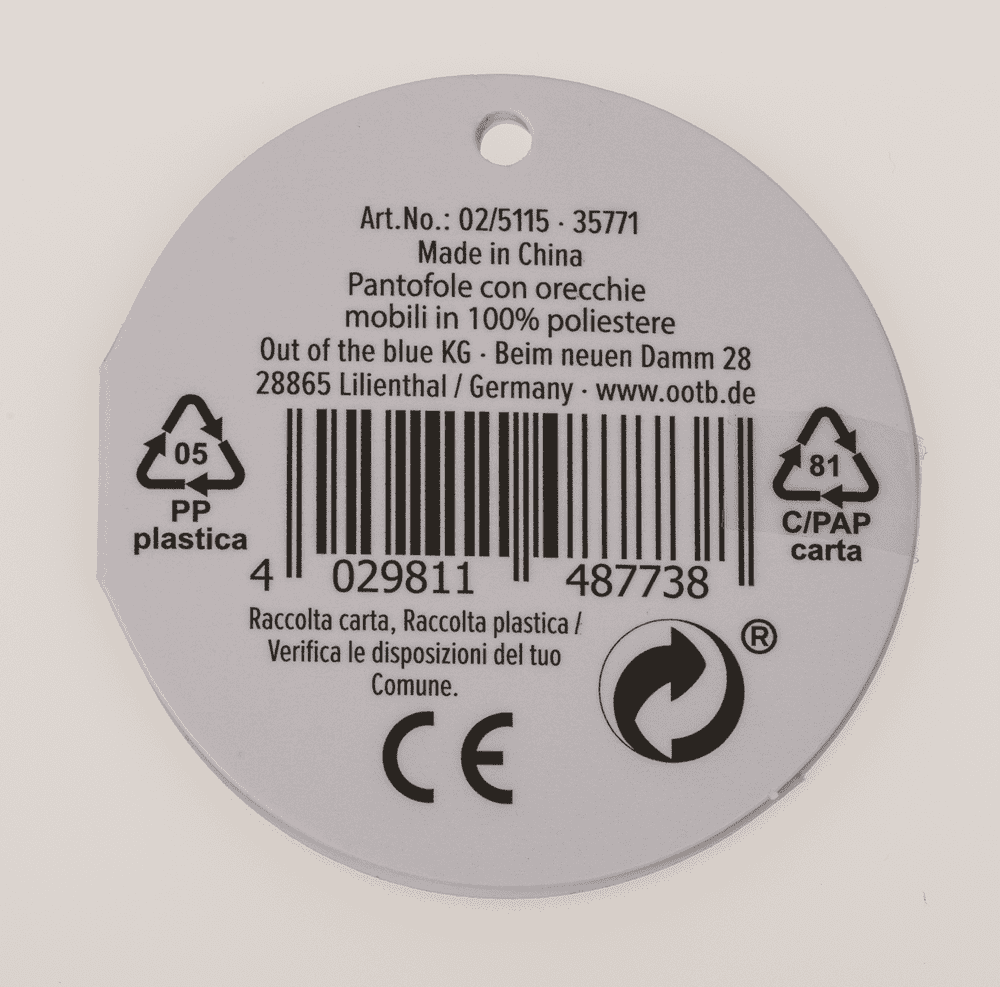 Art.No.: 02/5115 · 35771
Made in China
Pantofole con orecchie
mobili in 100% poliestere
Out of the blue KG · Beim neuen Damm 28
28865 Lilienthal / Germany · www.ootb.de
05
PP
plastica
81
C/PAP
carta
4 029811 487738
Raccolta carta, Raccolta plastica /
Verifica le disposizioni del tuo
Comune.
®
CE